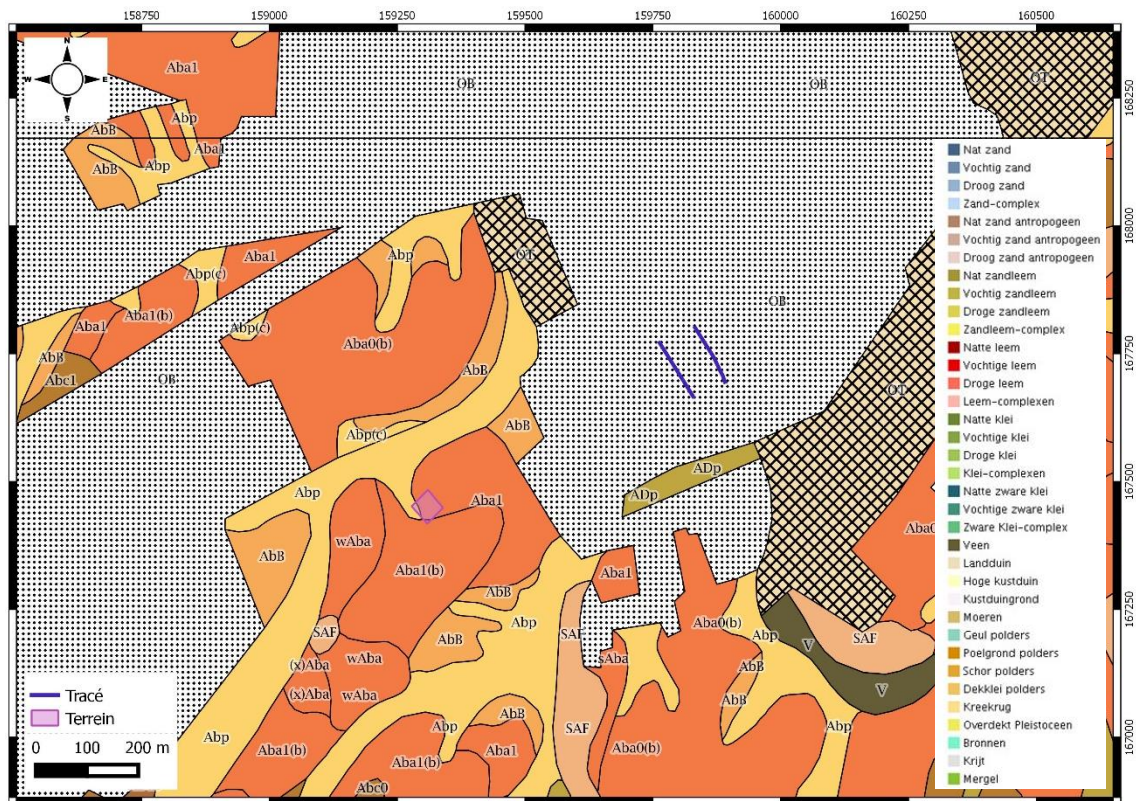 158750 159000 159250 159500 159750 160000 160250 160500
N
W E
S
Aba1
OB
OB
OT
168250
AbB
Abp
Aba1
AbB
Abp
Nat zand
Vochtig zand
Droog zand
Zand-complex
Nat zand antropogeen
Vochtig zand antropogeen
Droog zand antropogeen
Nat zandleem
Vochtig zandleem
Droge zandleem
Zandleem-complex
Natte leem
Vochtige leem
Droge leem
Leem-complexen
Natte klei
Vochtige klei
Droge klei
Klei-complexen
Natte zware klei
Vochtige zware klei
Zware Klei-complex
Veen
Landduin
Hoge kustduin
Kustduingrond
Moeren
Geul polders
Poelgrond polders
Schor polders
Dekklei polders
Kreekrug
Overdekt Pleistoceen
Bronnen
Krijt
Mergel
168000
Abp
OT
Aba1
Abp(c)
OB
Aba1(b)
Aba1
Abp(c)
Aba0(b)
167750
AbB
AbB
Abc1
OB
OT
Abp(c)
AbB
ADp
ADp
167500
Abp
Aba1
wAba
AbB
Aba1(b)
Aba1
AbB
167250
SAF
AbB
Abp
SAF
Aba0(b)
Abp
SAF
V
(x)Aba
wAba
sAba
AbB
V
(x)Aba
wAba
AbB
Tracé
Terrein
0 100 200 m
Abp
Aba1(b)
Abp
AbB
SAF
Abp
Aba1(b)
Aba1
Aba0(b)
167000
Abc0